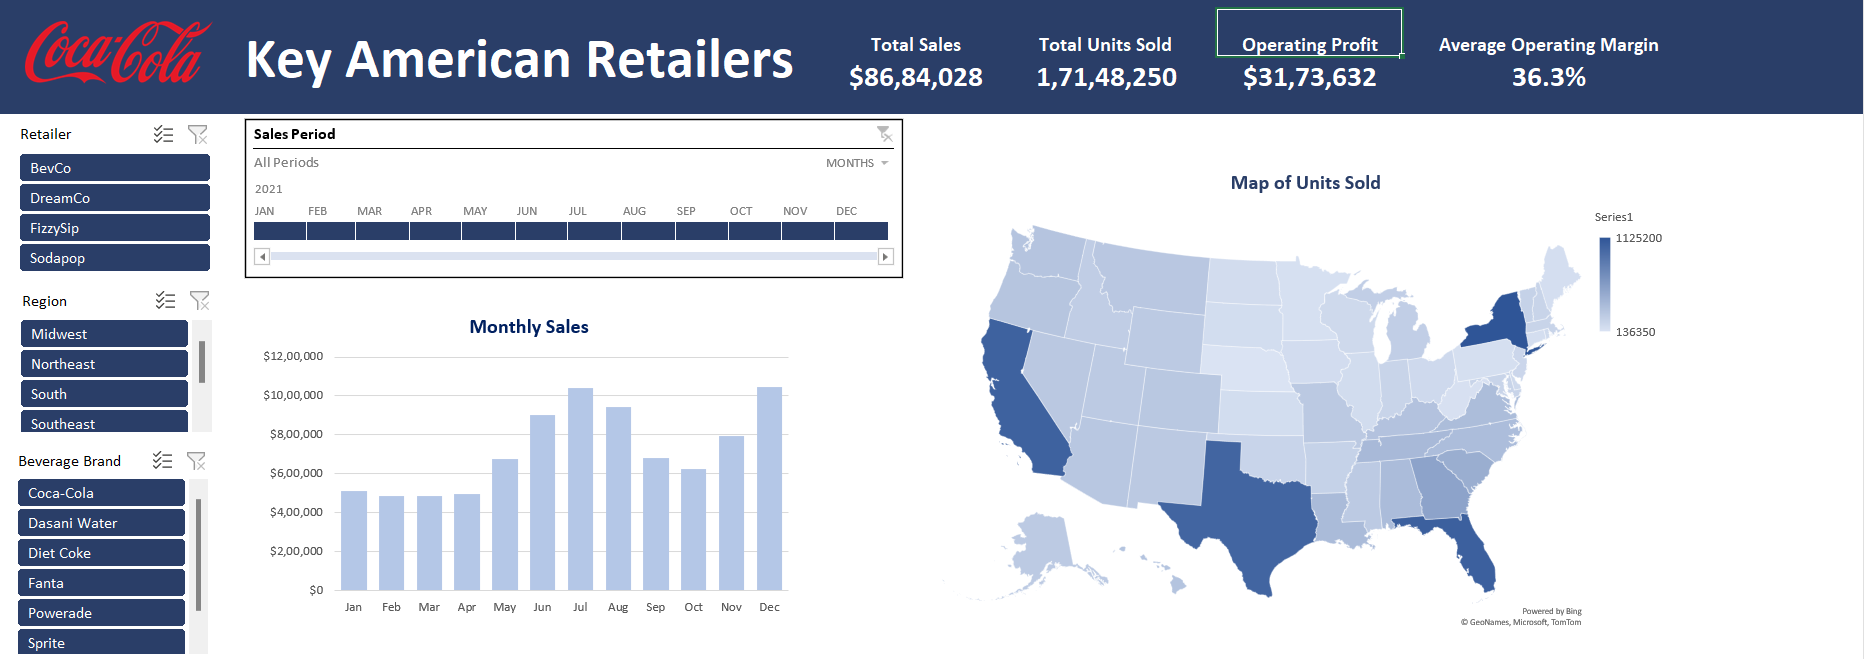 Coca-Cola
Key American Retailers
Total Sales
$86,84,028
Total Units Sold
1,71,48,250
Operating Profit
$31,73,632
Average Operating Margin
36.3%
Retailer
BevCo
DreamCo
FizzySip
Sodapop
Region
Midwest
Northeast
South
Southeast
Beverage Brand
Coca-Cola
Dasani Water
Diet Coke
Fanta
Powerade
Sprite
Sales Period
All Periods
MONTHS
2021
JAN FEB MAR APR MAY JUN JUL AUG SEP OCT NOV DEC
Monthly Sales
$12,00,000
$10,00,000
$8,00,000
$6,00,000
$4,00,000
$2,00,000
$0
Jan Feb Mar Apr May Jun Jul Aug Sep Oct Nov Dec
Map of Units Sold
Series1
1125200
136350
Powered by Bing
© GeoNames, Microsoft, TomTom